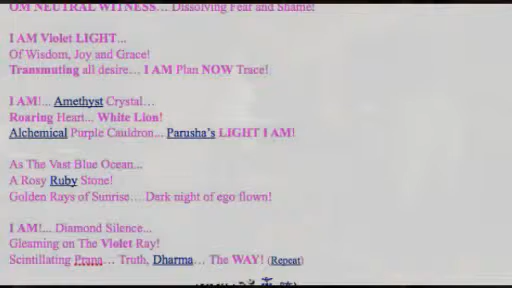 OM NEUTRAL WITNESS... Dissolving Fear and Shame!
I AM Violet LIGHT...
Of Wisdom, Joy and Grace!
Transmuting all desire... I AM Plan NOW Trace!
I AM!... Amethyst Crystal...
Roaring Heart... White Lion!
Alchemical Purple Cauldron... Parusha's LIGHT I AM!
As The Vast Blue Ocean...
A Rosy Ruby Stone!
Golden Rays of Sunrise... Dark night of ego flown!
I AM!... Diamond Silence...
Gleaming on The Violet Ray!
Scintillating Prana... Truth, Dharma... The WAY! (Repeat)